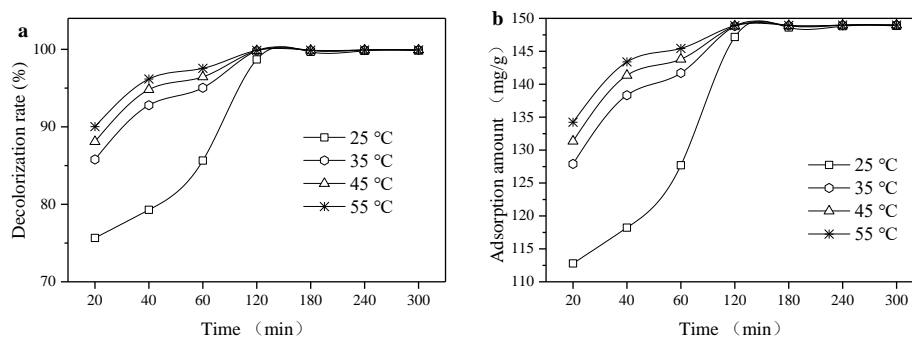 a
Decolorization rate (%)
100
90
80
70
25 ℃
35 ℃
45 ℃
55 ℃
20 40 60 120 180 240 300
Time （min）
b
Adsorption amount （mg/g）
150
145
140
135
130
125
120
115
110
25 ℃
35 ℃
45 ℃
55 ℃
20 40 60 120 180 240 300
Time （min）